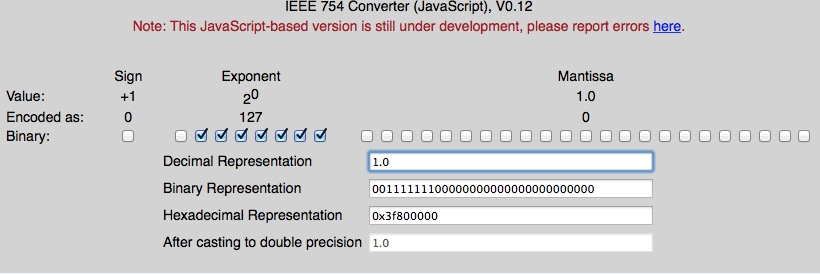 IEEE 754 Converter (JavaScript), V0.12
Note: This JavaScript-based version is still under development, please report errors here.
Sign Exponent Mantissa
Value: +1 2^0 1.0
Encoded as: 0 127 0
Binary:
Decimal Representation 1.0
Binary Representation 00111111100000000000000000000000
Hexadecimal Representation 0x3f800000
After casting to double precision 1.0